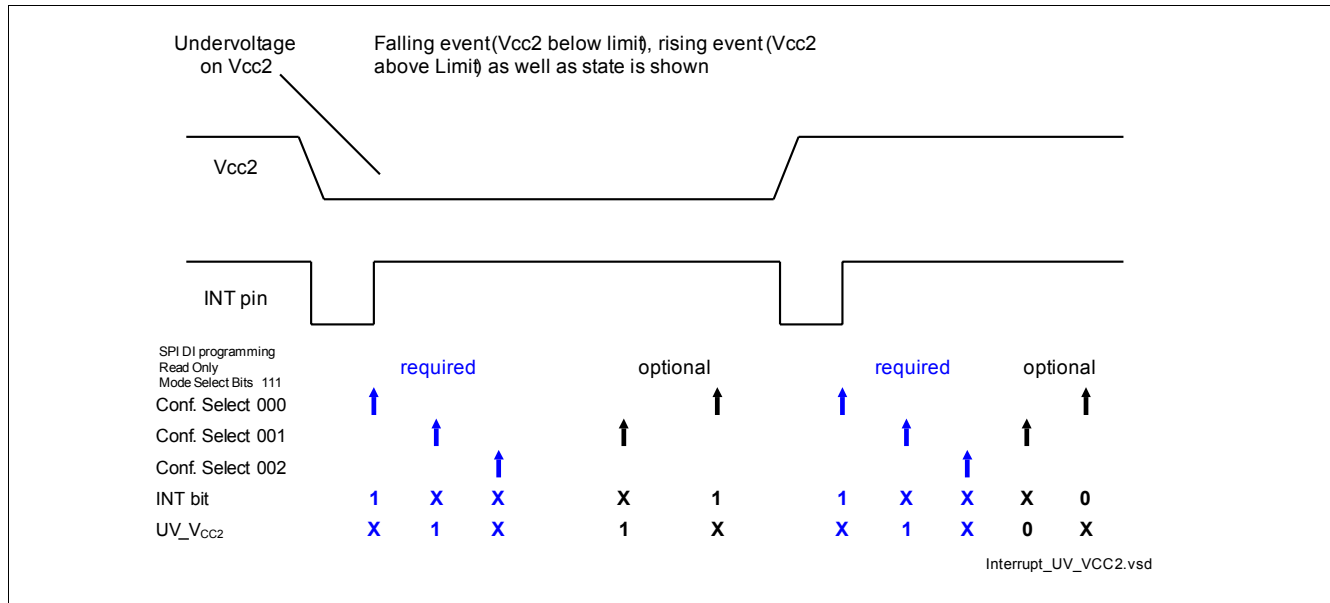 Undervoltage
on Vcc2
Falling event(Vcc2 below limit), rising event(Vcc2
above Limit) as well as state is shown
Vcc2
INT pin
SPI DI programming
Read Only
Mode Select Bits 111
required optional required optional
Conf. Select 000
Conf. Select 001
Conf. Select 002
INT bit 1 X X X 1 1 X X X 0
UV_VCC2 X 1 X 1 X X 1 X 0 X
Interrupt_UV_VCC2.vsd